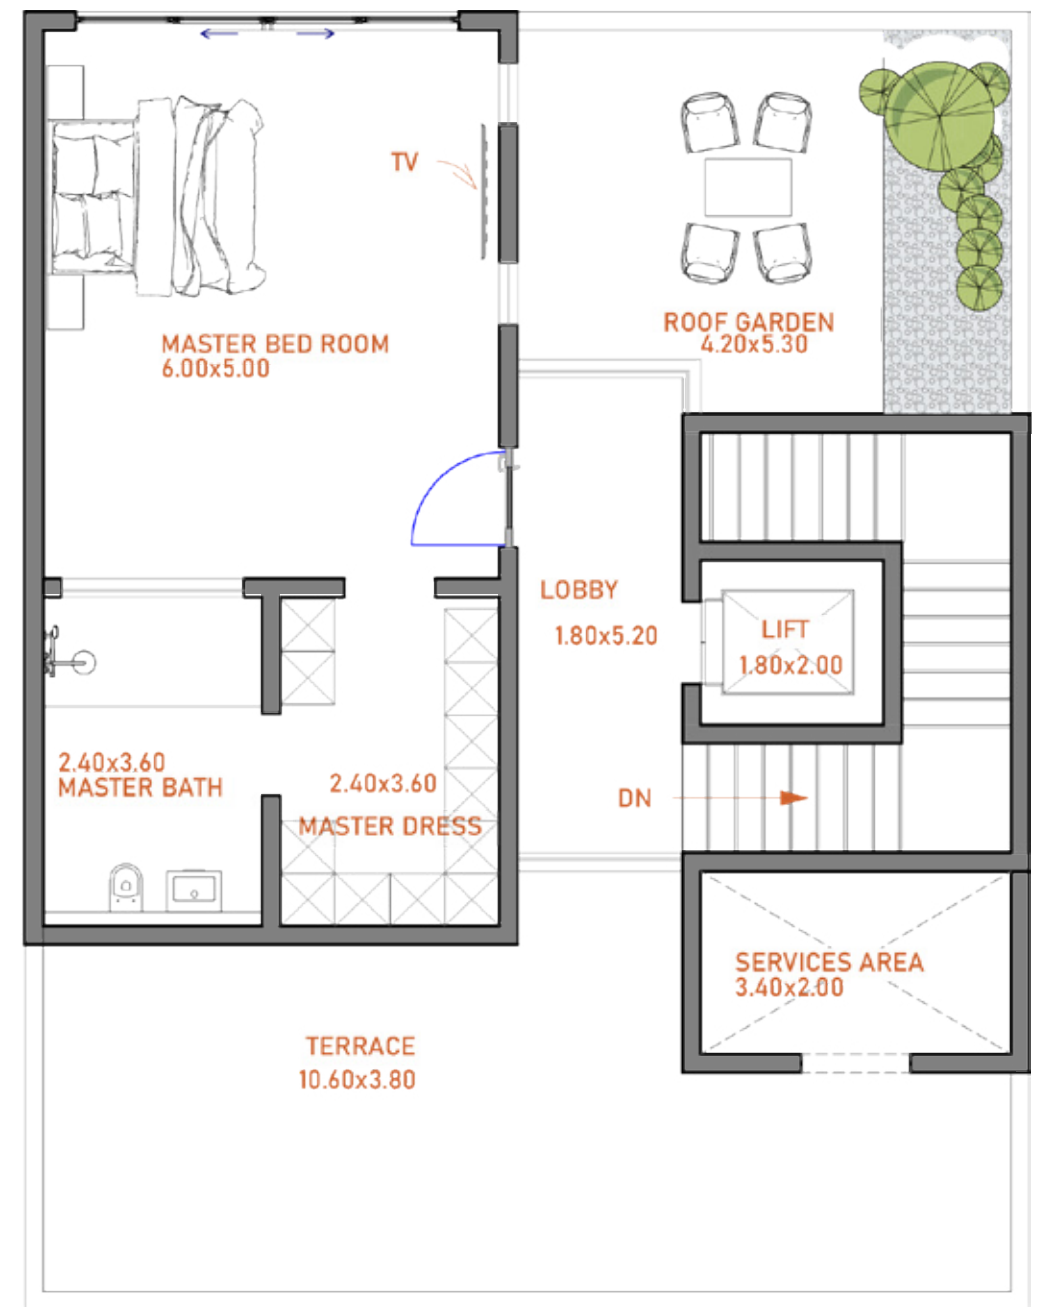 TV
MASTER BED ROOM
6.00x5.00
ROOF GARDEN
4.20x5.30
LOBBY
1.80x5.20
LIFT
1.80x2.00
2.40x3.60
MASTER BATH
2.40x3.60
MASTER DRESS
DN
SERVICES AREA
3.40x2.00
TERRACE
10.60x3.80